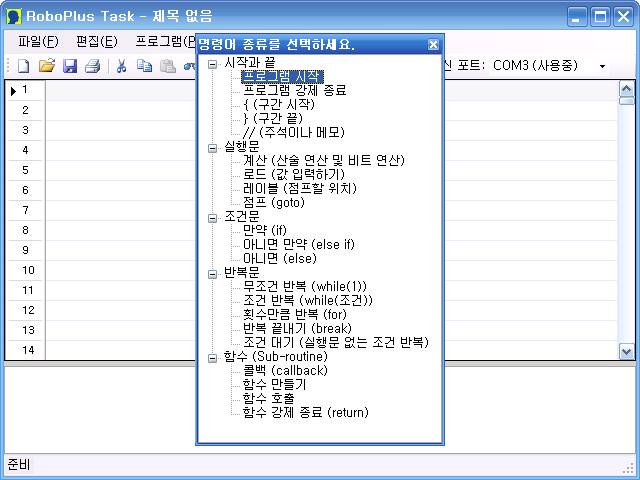 RoboPlus Task - 제목 없음
파일(F) 편집(E) 프로그램(P
명령어 종류를 선택하세요.
신 포트: COM3 (사용중)
시작과 끝
프로그램 시작
프로그램 강제 종료
{ (구간 시작)
} (구간 끝)
// (주석이나 메모)
실행문
계산 (산술 연산 및 비트 연산)
로드 (값 입력하기)
레이블 (점프할 위치)
점프 (goto)
조건문
만약 (if)
아니면 만약 (else if)
아니면 (else)
반복문
무조건 반복 (while(1))
조건 반복 (while(조건))
횟수만큼 반복 (for)
반복 끝내기 (break)
조건 대기 (실행문 없는 조건 반복)
함수 (Sub-routine)
콜백 (callback)
함수 만들기
함수 호출
함수 강제 종료 (return)
1
2
3
4
5
6
7
8
9
10
11
12
13
14
준비